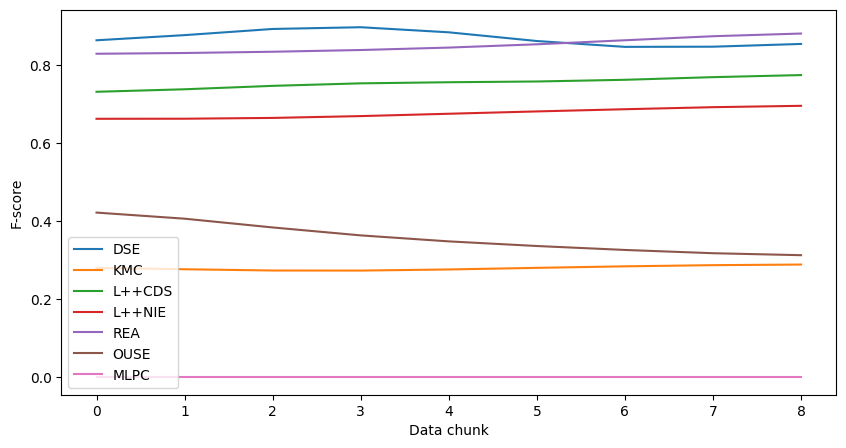 F-score
0.8
0.6
0.4
0.2
0.0
DSE
KMC
L++CDS
L++NIE
REA
OUSE
MLPC
0 1 2 3 4 5 6 7 8
Data chunk